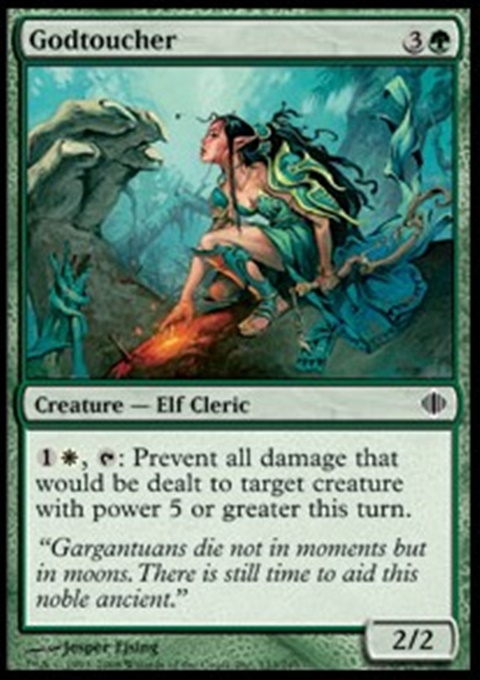 Godtoucher 3
Creature — Elf Cleric
1, : Prevent all damage that
would be dealt to target creature
with power 5 or greater this turn.
“Gargantuans die not in moments but
in moons. There is still time to aid this
noble ancient.”
2/2
Jesper Ejsing